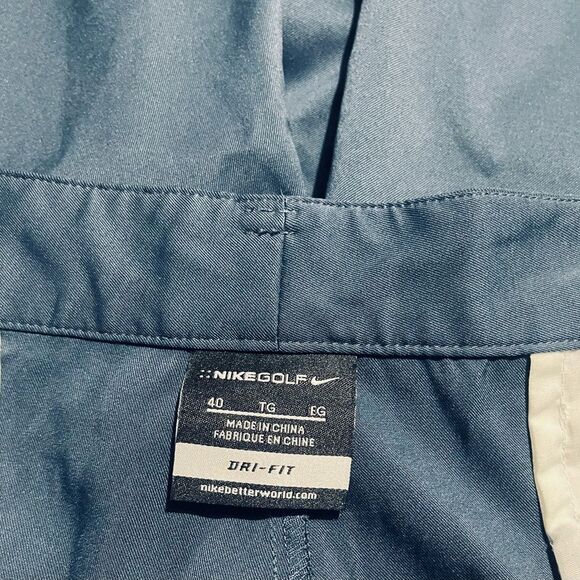 NIKEGOLF
40 TG EG
MADE IN CHINA
FABRIQUE EN CHINE
DRI-FIT
nikebetterworld.com